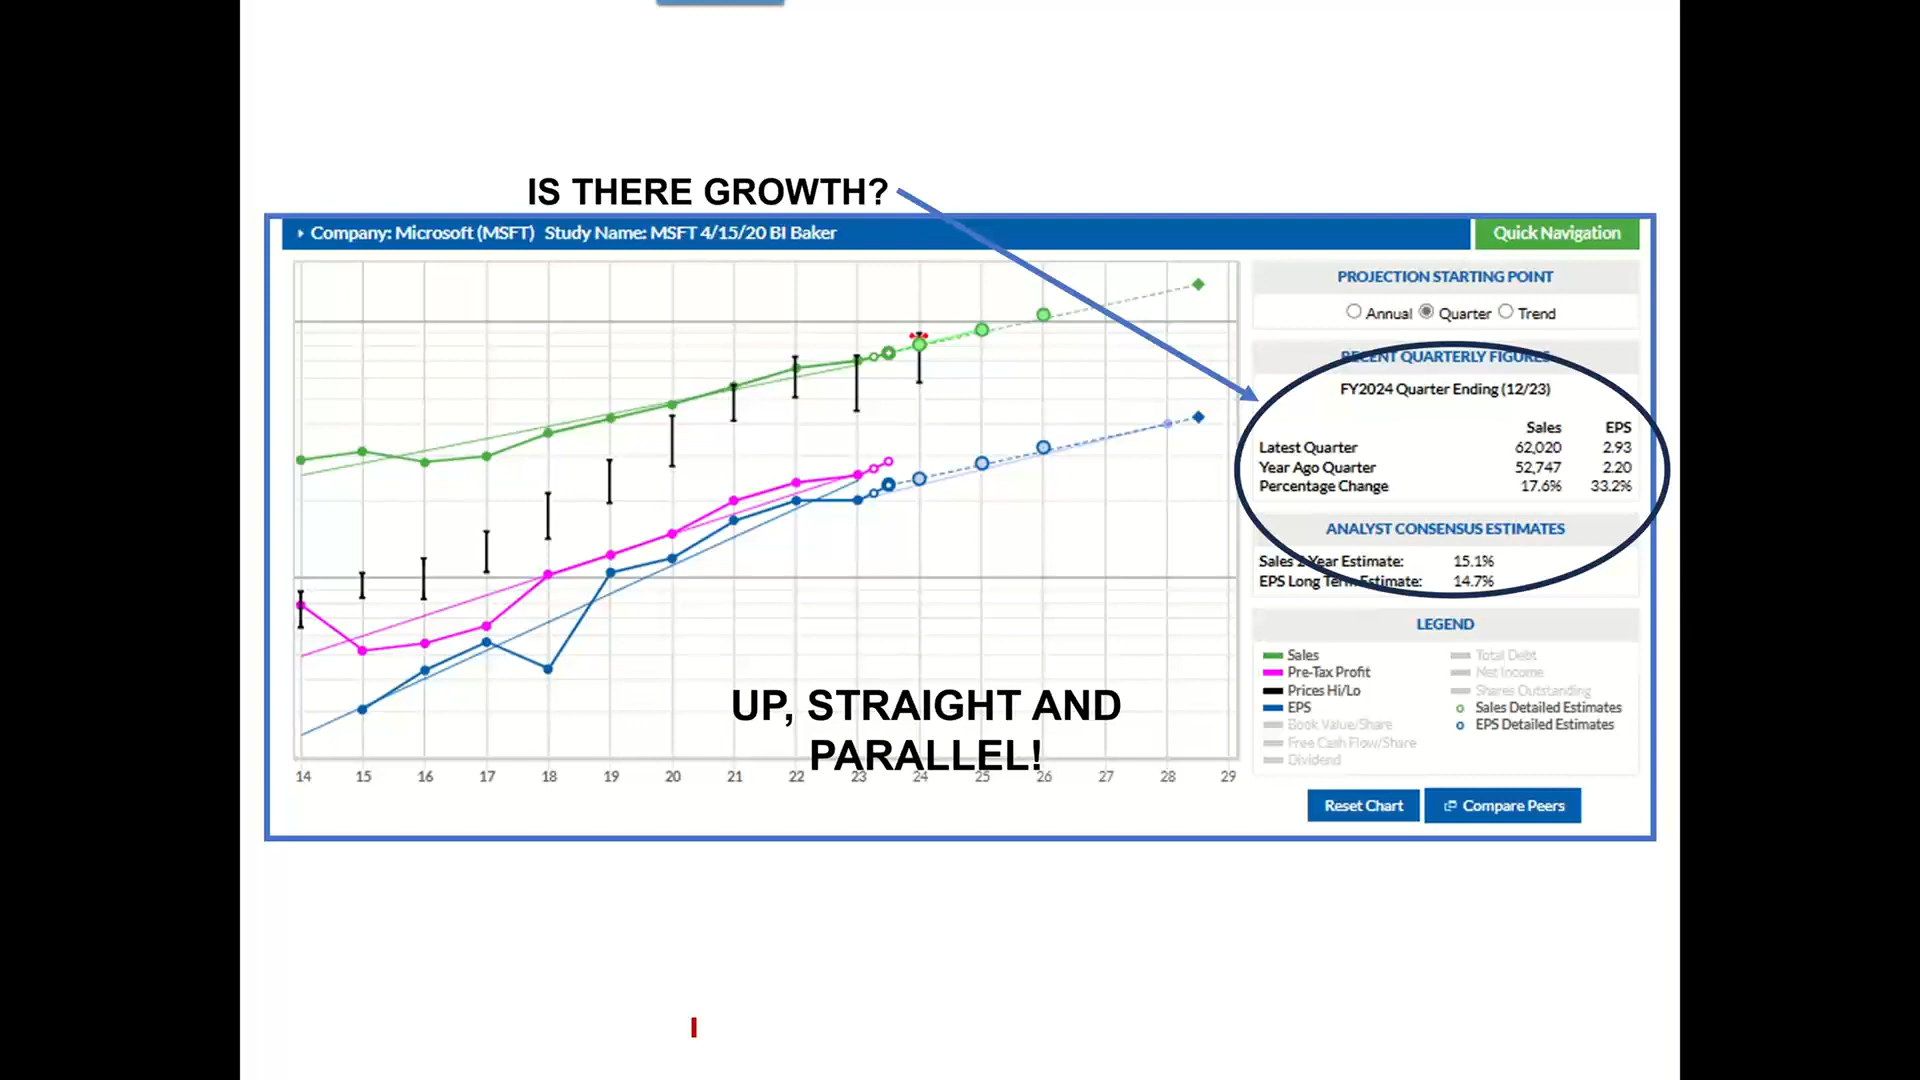 IS THERE GROWTH?
Company: Microsoft (MSFT) Study Name: MSFT 4/15/20 BI Baker
Quick Navigation
PROJECTION STARTING POINT
Annual Quarter Trend
RECENT QUARTERLY FIGURES
FY2024 Quarter Ending (12/23)
Sales EPS
Latest Quarter 62,020 2.93
Year Ago Quarter 52,747 2.20
Percentage Change 17.6% 33.2%
ANALYST CONSENSUS ESTIMATES
Sales 2 Year Estimate: 15.1%
EPS Long Term Estimate: 14.7%
LEGEND
Sales Total Debt
Pre-Tax Profit Net Income
Prices Hi/Lo Shares Outstanding
EPS Sales Detailed Estimates
Book Value/Share EPS Detailed Estimates
Free Cash Flow/Share
Dividend
UP, STRAIGHT AND
PARALLEL!
14 15 16 17 18 19 20 21 22 23 24 25 26 27 28 29
Reset Chart Compare Peers